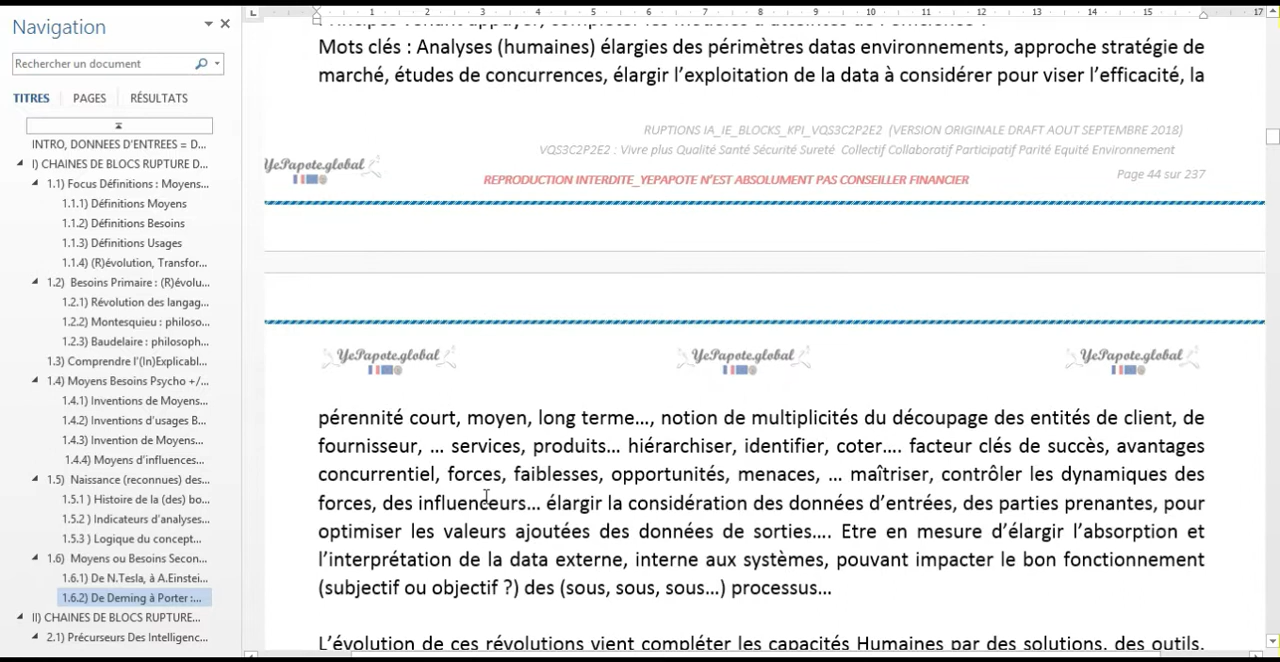 Navigation
Rechercher un document
TITRES PAGES RÉSULTATS
INTRO, DONNEES D'ENTREES = D...
I) CHAINES DE BLOCS RUPTURE D...
1.1) Focus Définitions : Moyens...
1.1.1) Définitions Moyens
1.1.2) Définitions Besoins
1.1.3) Définitions Usages
1.1.4) (R)évolution, Transfor...
1.2) Besoins Primaire : (R)évolu...
1.2.1) Révolution des langag...
1.2.2) Montesquieu : philoso...
1.2.3) Baudelaire : philosoph...
1.3) Comprendre l'(In)Explicabl...
1.4) Moyens Besoins Psycho +/...
1.4.1) Inventions de Moyens...
1.4.2) Inventions d'usages B...
1.4.3) Invention de Moyens...
1.4.4) Moyens d'influences...
1.5) Naissance (reconnues) des...
1.5.1 ) Histoire de la (des) bo...
1.5.2 ) Indicateurs d'analyses...
1.5.3 ) Logique du concept...
1.6) Moyens ou Besoins Secon...
1.6.1) De N.Tesla, à A.Einstei...
1.6.2) De Deming à Porter :...
II) CHAINES DE BLOCS RUPTURE...
2.1) Précurseurs Des Intelligenc...
1 2 3 4 5 6 7 8 9 10 11 12 13 14 15 17
Mots clés : Analyses (humaines) élargies des périmètres datas environnements, approche stratégie de
marché, études de concurrences, élargir l'exploitation de la data à considérer pour viser l'efficacité, la
RUPTIONS IA_IE_BLOCKS_KPI_VQS3C2P2E2 (VERSION ORIGINALE DRAFT AOUT SEPTEMBRE 2018)
VQS3C2P2E2 : Vivre plus Qualité Santé Sécurité Sureté Collectif Collaboratif Participatif Parité Equité Environnement
YePapote.global
REPRODUCTION INTERDITE_YEPAPOTE N'EST ABSOLUMENT PAS CONSEILLER FINANCIER
Page 44 sur 237
YePapote.global YePapote.global YePapote.global
pérennité court, moyen, long terme..., notion de multiplicités du découpage des entités de client, de
fournisseur, ... services, produits... hiérarchiser, identifier, coter.... facteur clés de succès, avantages
concurrentiel, forces, faiblesses, opportunités, menaces, ... maîtriser, contrôler les dynamiques des
forces, des influenceurs... élargir la considération des données d'entrées, des parties prenantes, pour
optimiser les valeurs ajoutées des données de sorties.... Etre en mesure d'élargir l'absorption et
l'interprétation de la data externe, interne aux systèmes, pouvant impacter le bon fonctionnement
(subjectif ou objectif ?) des (sous, sous, sous...) processus...
L'évolution de ces révolutions vient compléter les capacités Humaines par des solutions, des outils,